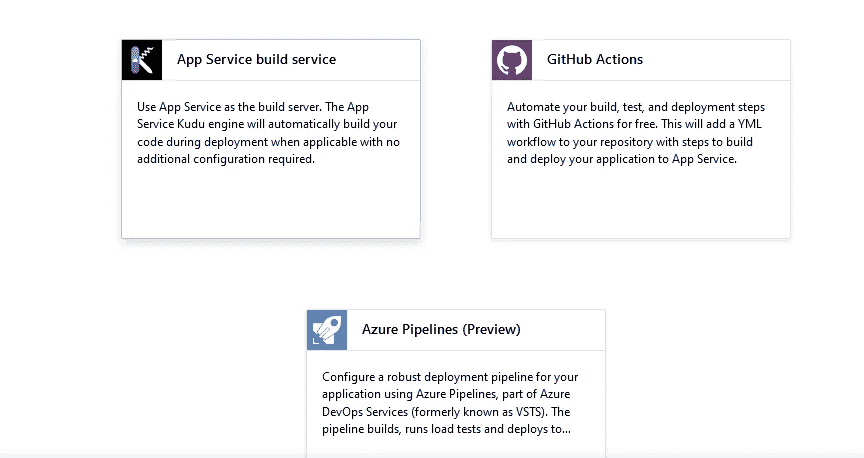 App Service build service
Use App Service as the build server. The App
Service Kudu engine will automatically build your
code during deployment when applicable with no
additional configuration required.
GitHub Actions
Automate your build, test, and deployment steps
with GitHub Actions for free. This will add a YML
workflow to your repository with steps to build
and deploy your application to App Service.
Azure Pipelines (Preview)
Configure a robust deployment pipeline for your
application using Azure Pipelines, part of Azure
DevOps Services (formerly known as VSTS). The
pipeline builds, runs load tests and deploys to...